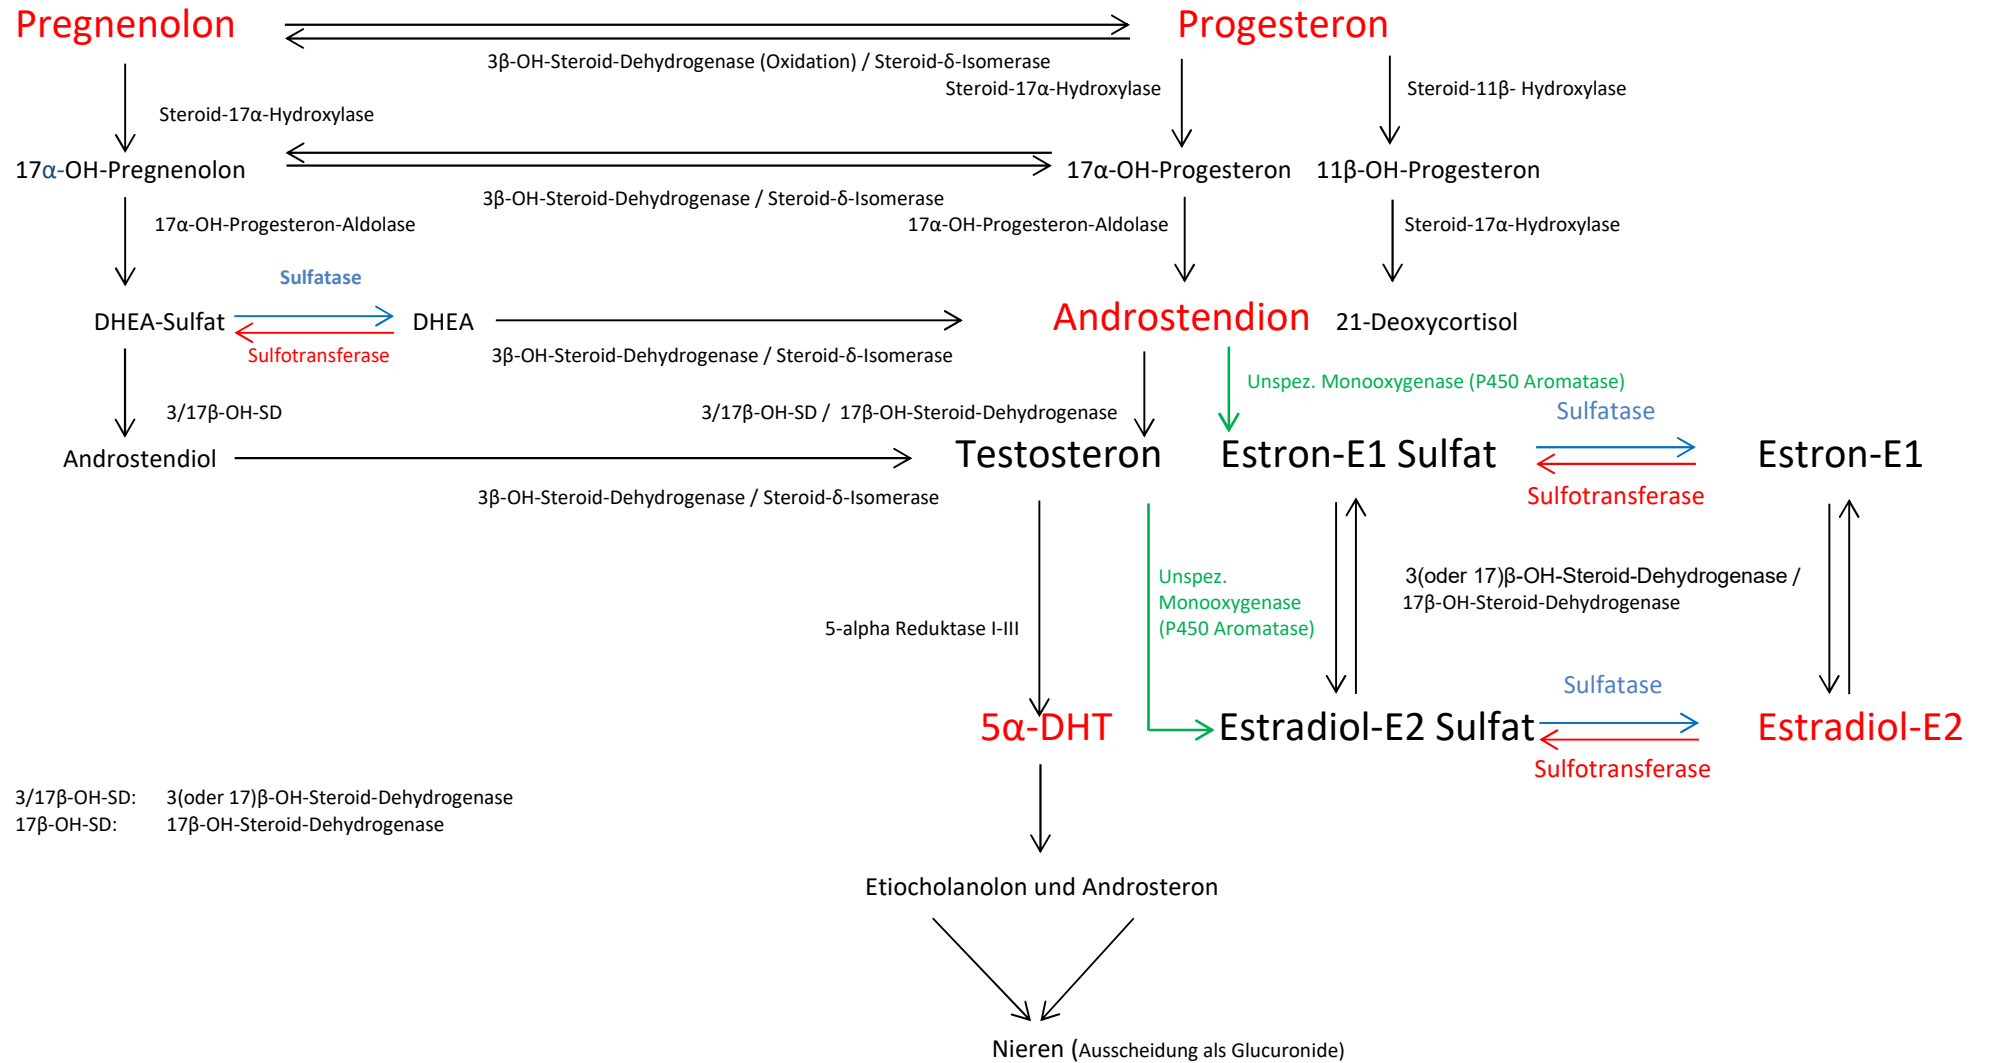 Pregnenolon
Progesteron
3β-OH-Steroid-Dehydrogenase (Oxidation) / Steroid-δ-Isomerase
Steroid-17α-Hydroxylase
Steroid-11β- Hydroxylase
Steroid-17α-Hydroxylase
17α-OH-Pregnenolon
17α-OH-Progesteron
11β-OH-Progesteron
3β-OH-Steroid-Dehydrogenase / Steroid-δ-Isomerase
17α-OH-Progesteron-Aldolase
17α-OH-Progesteron-Aldolase
Steroid-17α-Hydroxylase
Sulfatase
DHEA-Sulfat
DHEA
Androstendion
21-Deoxycortisol
Sulfotransferase
3β-OH-Steroid-Dehydrogenase / Steroid-δ-Isomerase
Unspez. Monooxygenase (P450 Aromatase)
3/17β-OH-SD
3/17β-OH-SD / 17β-OH-Steroid-Dehydrogenase
Sulfatase
Androstendiol
Testosteron
Estron-E1 Sulfat
Estron-E1
3β-OH-Steroid-Dehydrogenase / Steroid-δ-Isomerase
Sulfotransferase
Unspez.
Monooxygenase
(P450 Aromatase)
3(oder 17)β-OH-Steroid-Dehydrogenase /
17β-OH-Steroid-Dehydrogenase
5-alpha Reduktase I-III
Sulfatase
5α-DHT
Estradiol-E2 Sulfat
Estradiol-E2
Sulfotransferase
3/17β-OH-SD: 3(oder 17)β-OH-Steroid-Dehydrogenase
17β-OH-SD: 17β-OH-Steroid-Dehydrogenase
Etiocholanolon und Androsteron
Nieren (Ausscheidung als Glucuronide)